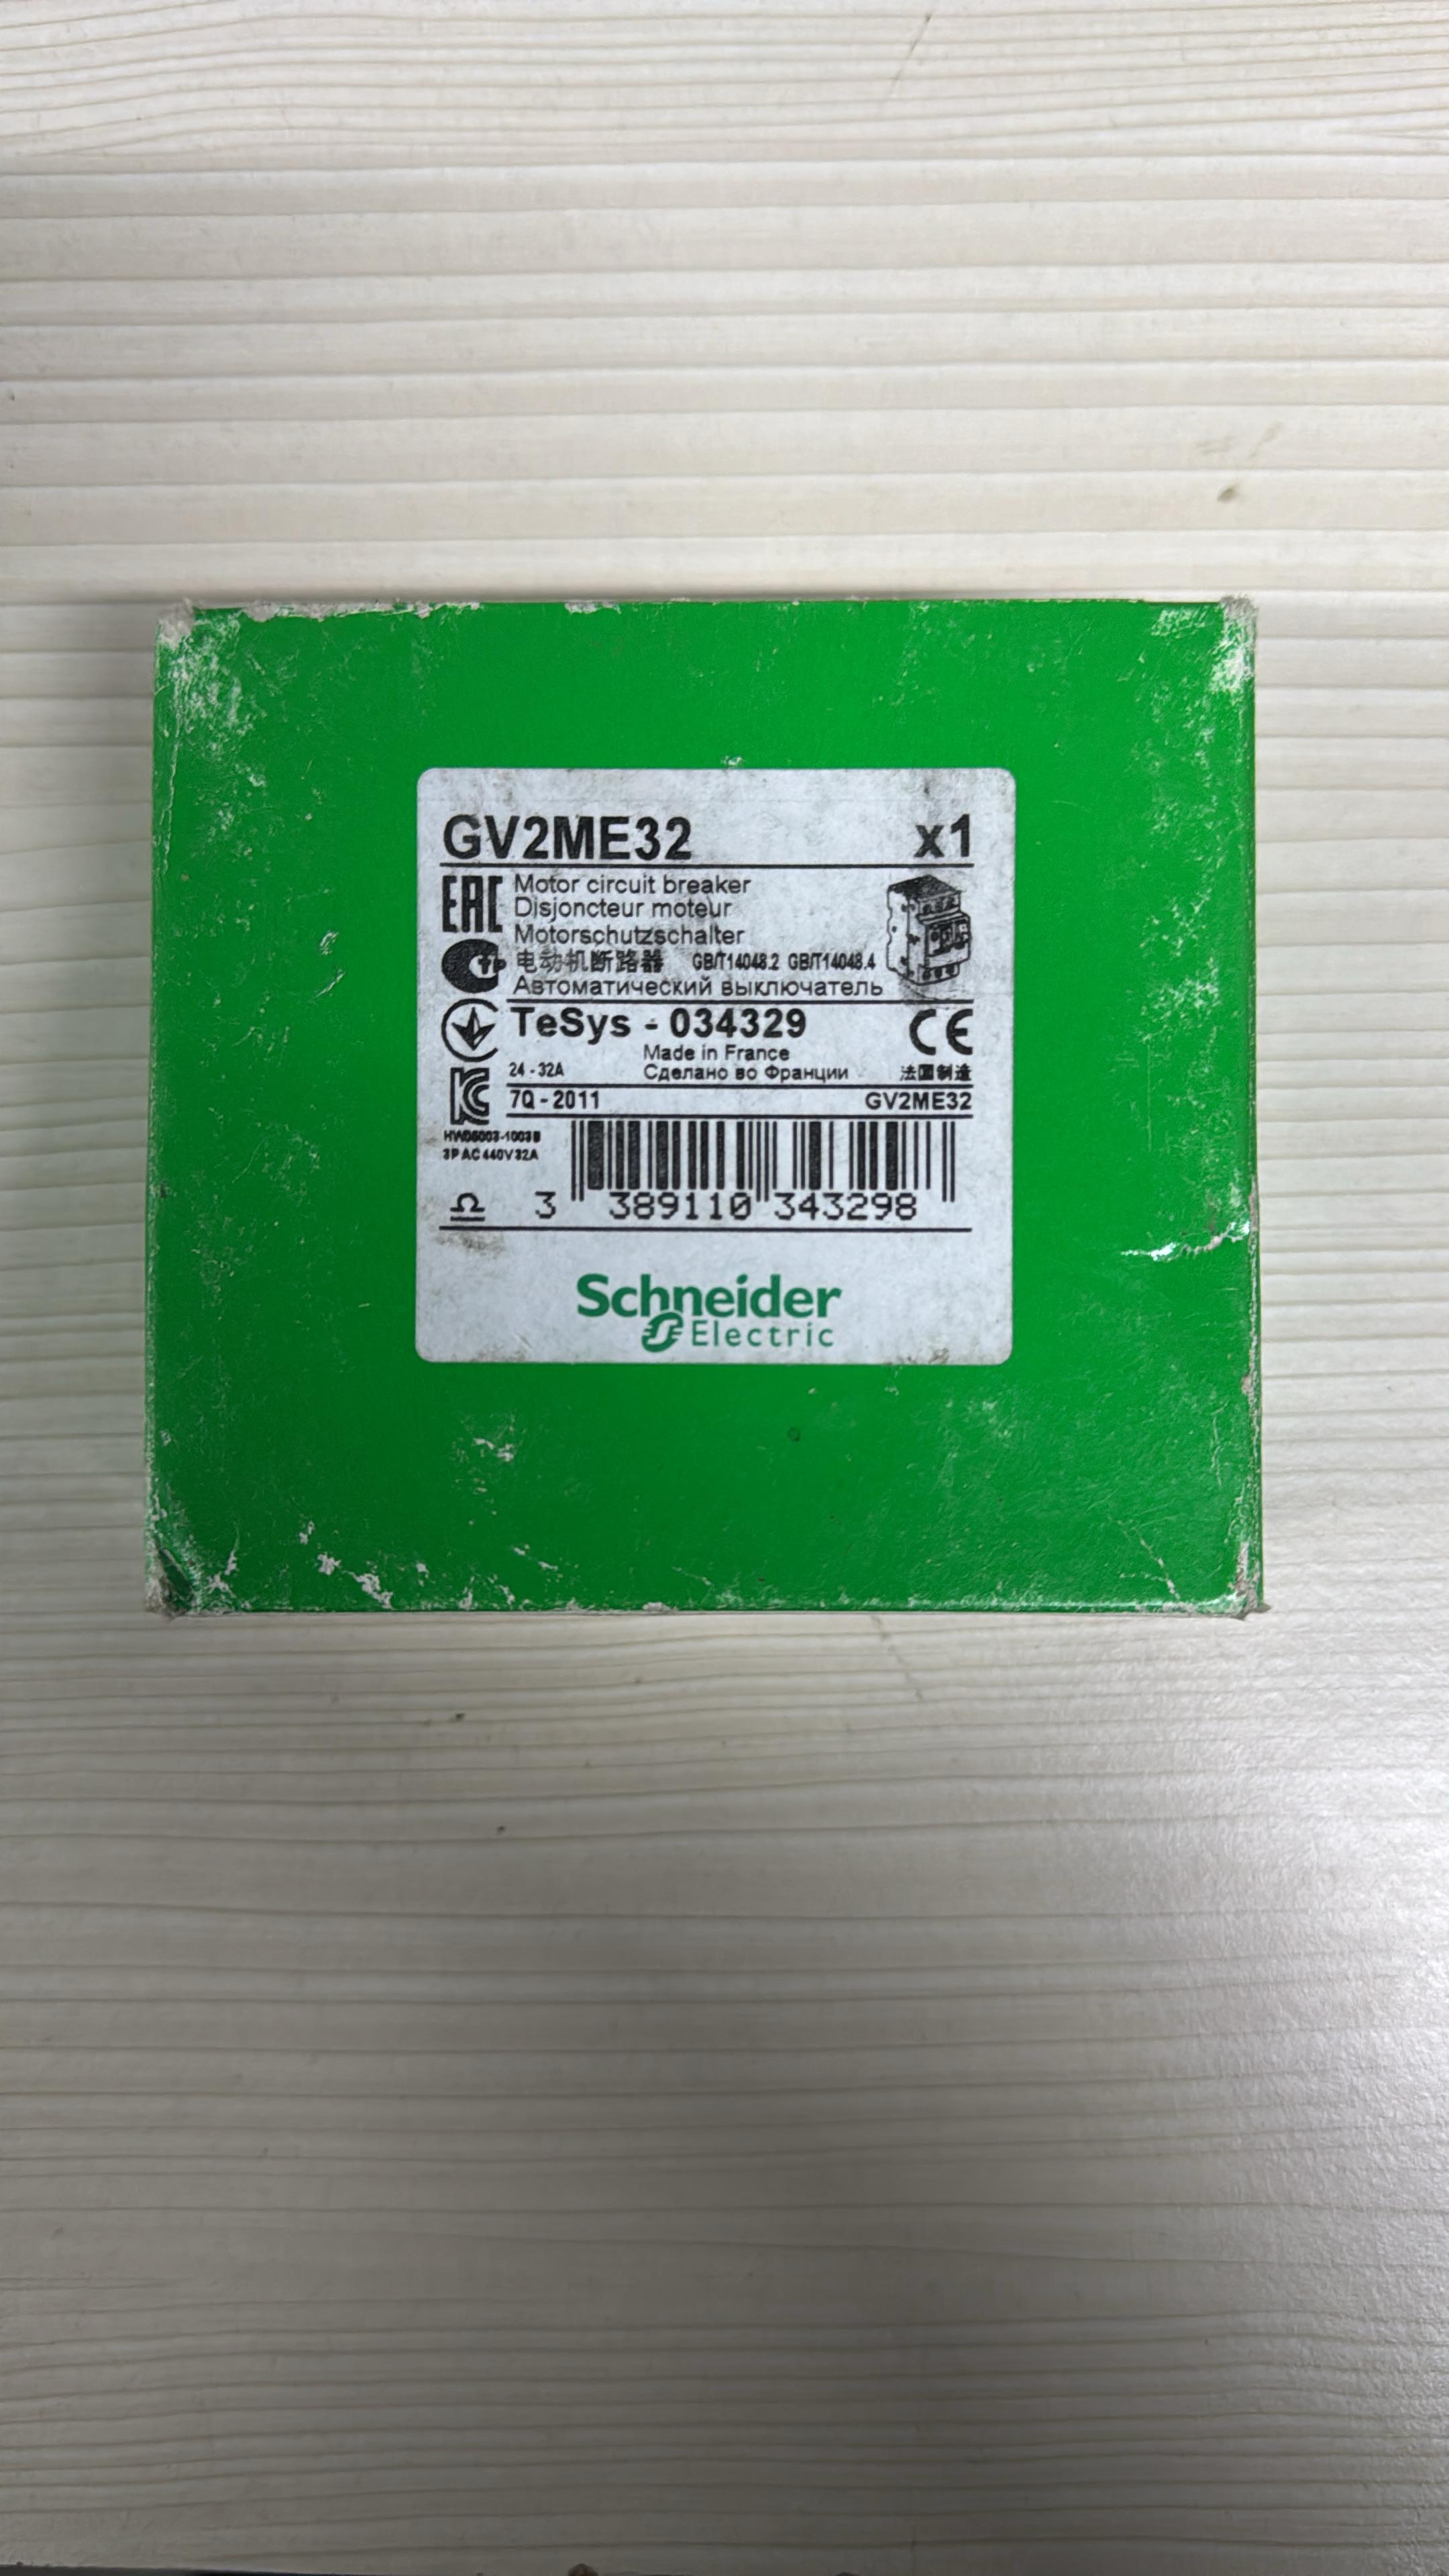 GV2ME32 x1
EAC Motor circuit breaker
Disjoncteur moteur
Motorschutzschalter
电动机断路器 GB/T14048.2 GB/T14048.4
Автоматический выключатель
TeSys - 034329 CE
Made in France
24 - 32A Сделано во Франции 法国制造
7Q - 2011 GV2ME32
3P AC 440V 32A
3 389110 343298
Schneider
Electric